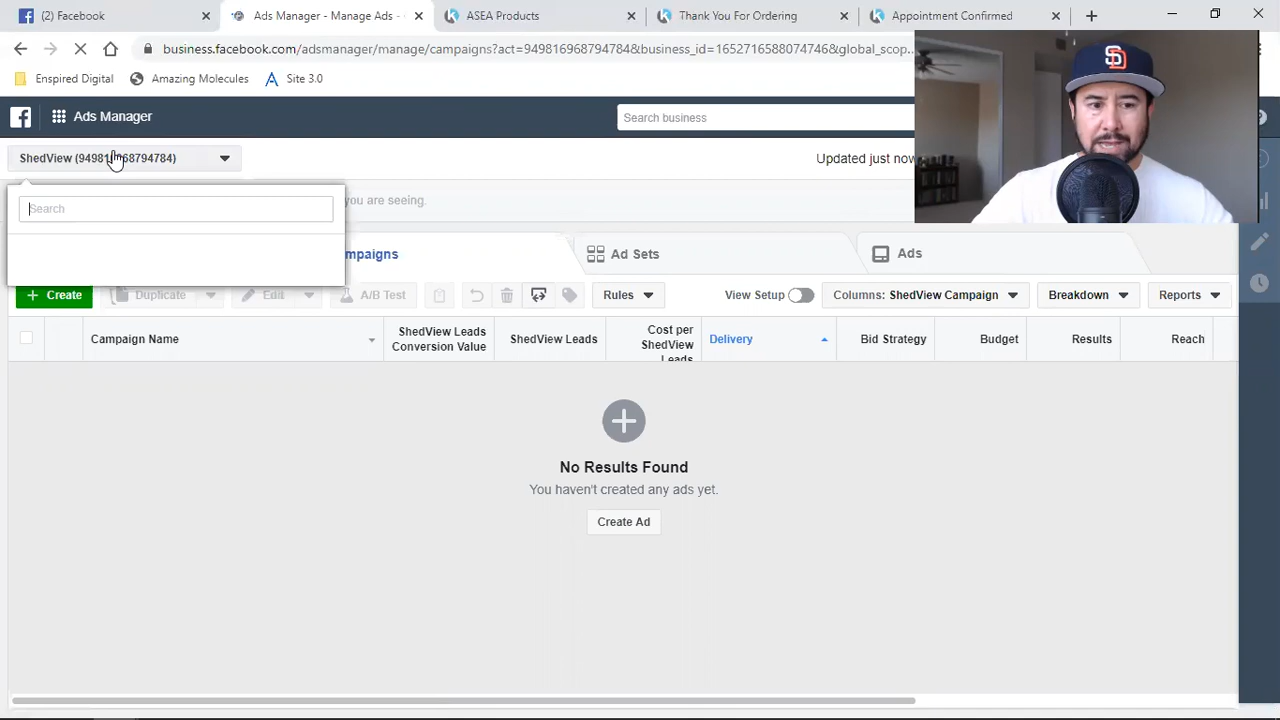 (2) Facebook
Ads Manager - Manage Ads -
ASEA Products
Thank You For Ordering
Appointment Confirmed
business.facebook.com/adsmanager/manage/campaigns?act=949816968794784&business_id=165271658807474 6&global_scop...
Enspired Digital
Amazing Molecules
Site 3.0
Ads Manager
Search business
ShedView (949816968794784)
Updated just now
Search
you are seeing.
mpaigns
Ad Sets
Ads
Create
Duplicate
Edit
A/B Test
Rules
View Setup
Columns: ShedView Campaign
Breakdown
Reports
Campaign Name
ShedView Leads
Conversion Value
ShedView Leads
Cost per
ShedView
Leads
Delivery
Bid Strategy
Budget
Results
Reach
SD
No Results Found
You haven't created any ads yet.
Create Ad